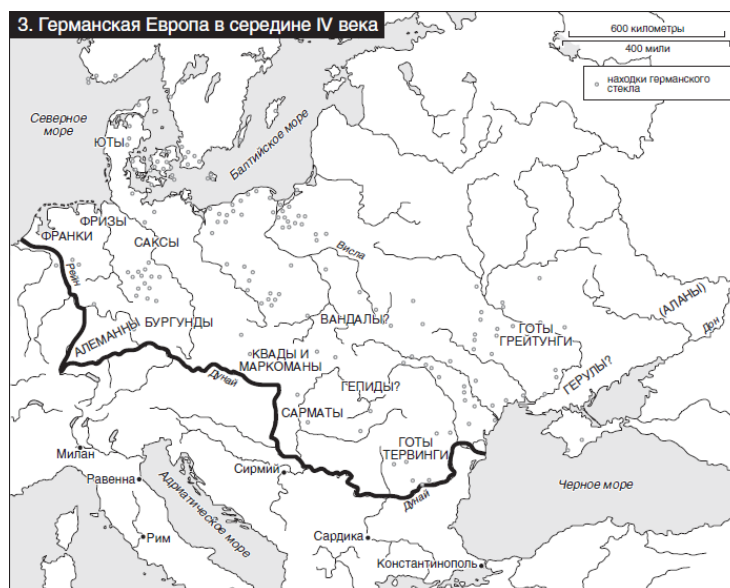 3. Германская Европа в середине IV века
600 километры
400 мили
находки германского
стекла
Северное
море
ЮТЫ
Балтийское море
ФРИЗЫ
ФРАНКИ
САКСЫ
Висла
Рейн
(АЛАНЫ)
Дон
ВАНДАЛЫ?
ГОТЫ
ГРЕЙТУНГИ
АЛЕМАННЫ
БУРГУНДЫ
КВАДЫ И
МАРКОМАНЫ
Дунай
ГЕПИДЫ?
ГЕРУЛЫ?
САРМАТЫ
ГОТЫ
ТЕРВИНГИ
Милан
Сирмий
Равенна
Дунай
Черное море
Адриатическое море
Рим
Сардика
Константинополь